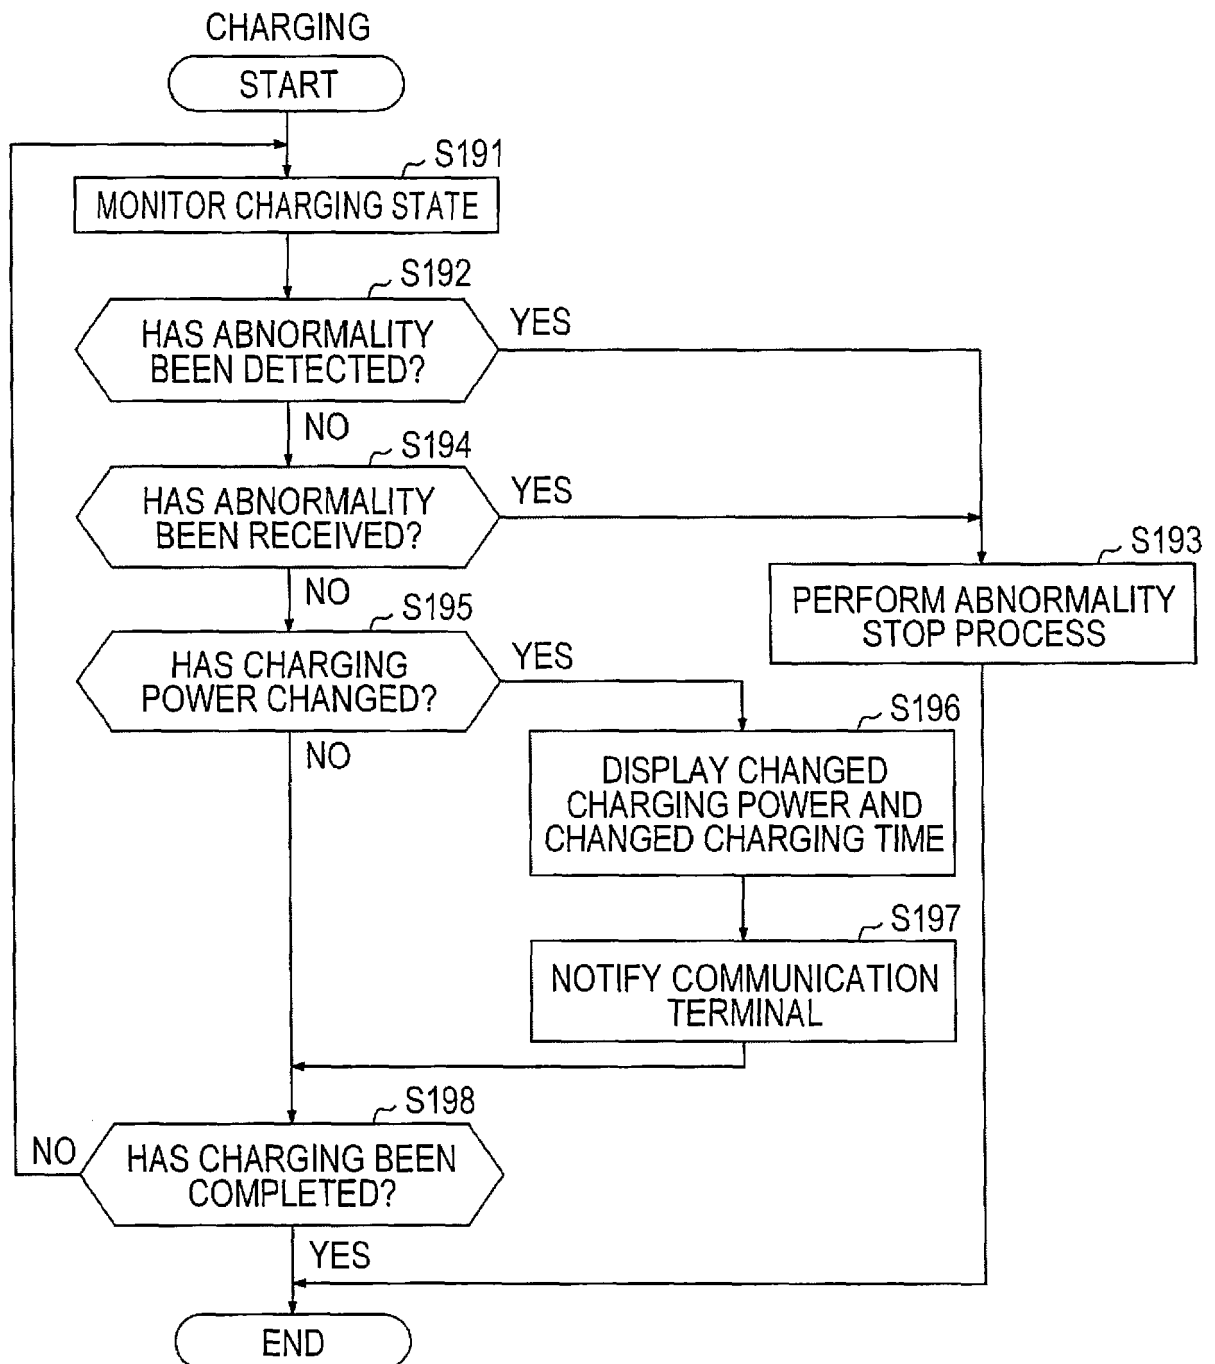 CHARGING
START
S191
MONITOR CHARGING STATE
S192
HAS ABNORMALITY
BEEN DETECTED?
YES
NO
S194
HAS ABNORMALITY
BEEN RECEIVED?
YES
NO
S193
PERFORM ABNORMALITY
STOP PROCESS
S195
HAS CHARGING
POWER CHANGED?
YES
NO
S196
DISPLAY CHANGED
CHARGING POWER AND
CHANGED CHARGING TIME
S197
NOTIFY COMMUNICATION
TERMINAL
S198
HAS CHARGING BEEN
COMPLETED?
NO
YES
END